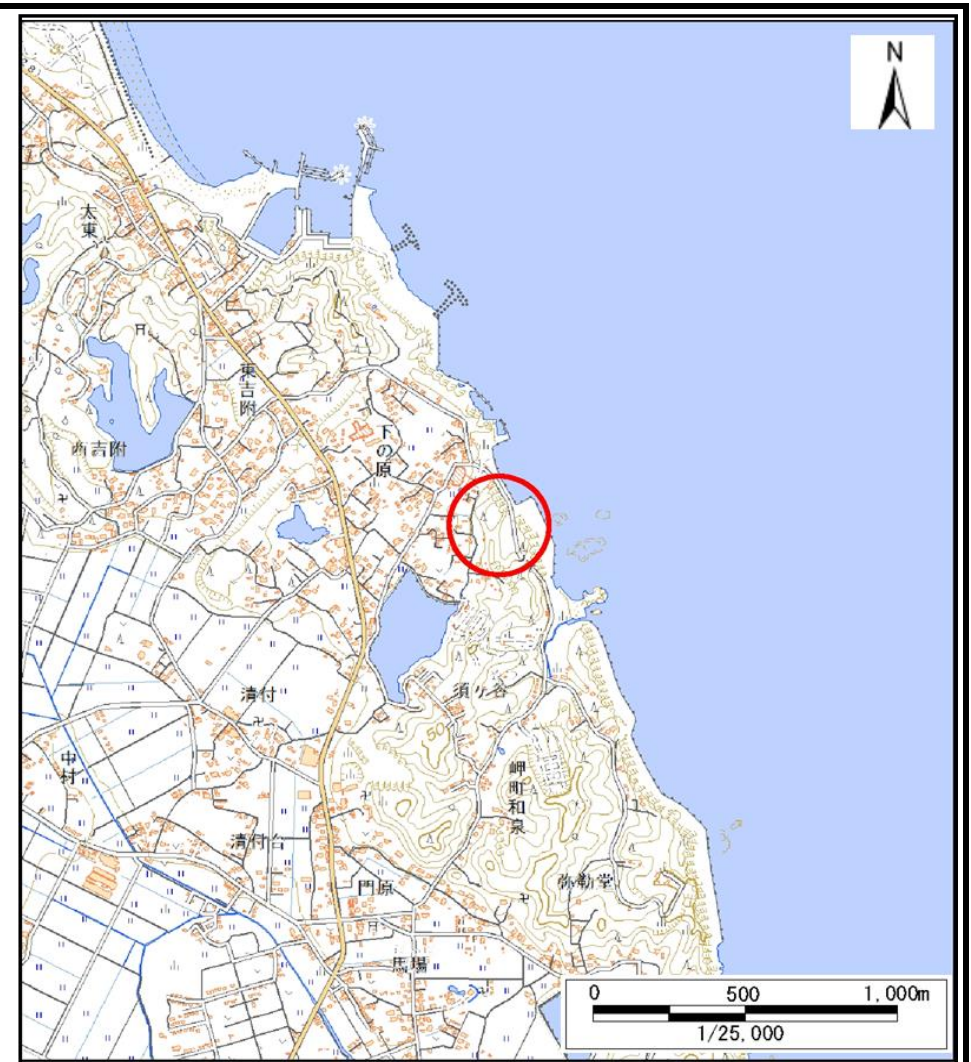 N
太東
東吉附
下の原
西吉附
清付
須ヶ谷
50
中村
岬町和泉
清付台
門原
弥勒堂
馬場
0 500 1,000m
1/25,000